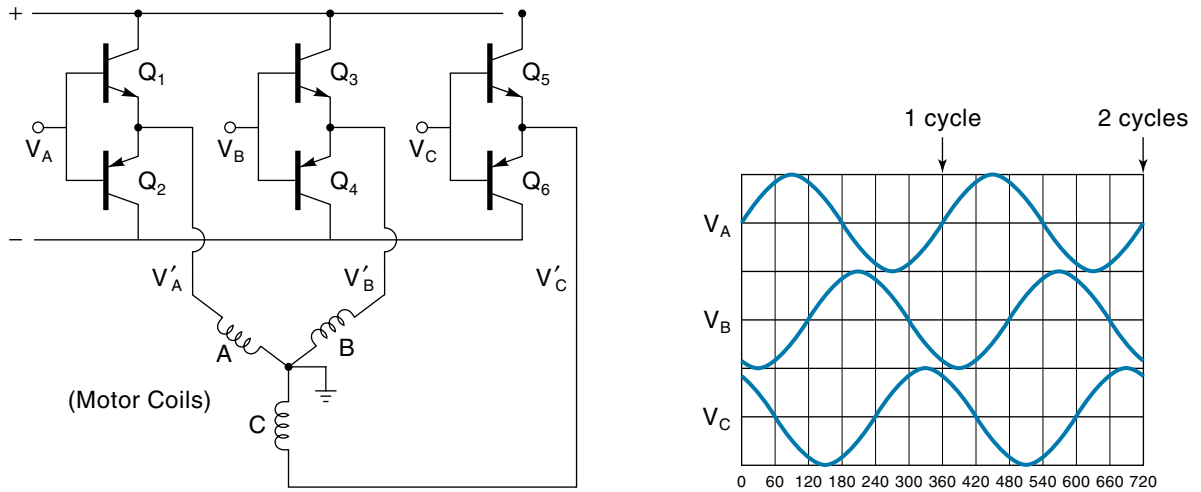 +
Q1 Q3 Q5
VA VB VC
Q2 Q4 Q6
–
V′A V′B V′C
A B
(Motor Coils)
C
1 cycle 2 cycles
VA
VB
VC
0 60 120 180 240 300 360 420 480 540 600 660 720